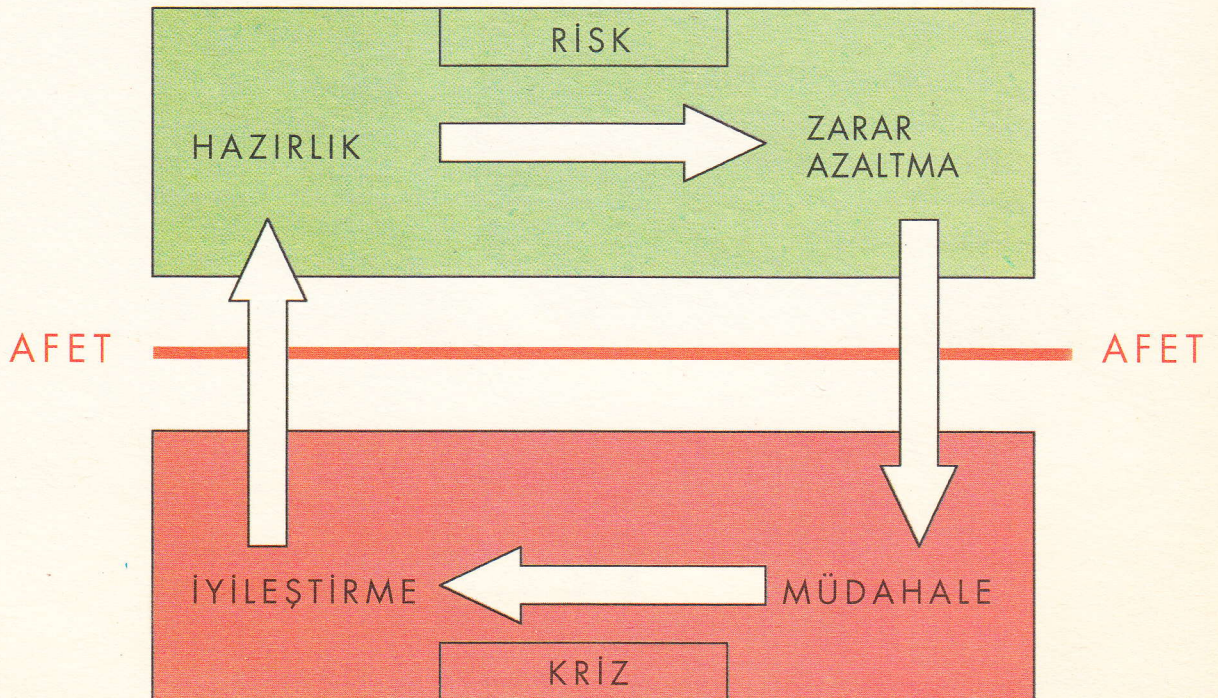 RİSK
HAZIRLIK
ZARAR
AZALTMA
AFET
AFET
İYİLEŞTİRME
MÜDAHALE
KRİZ